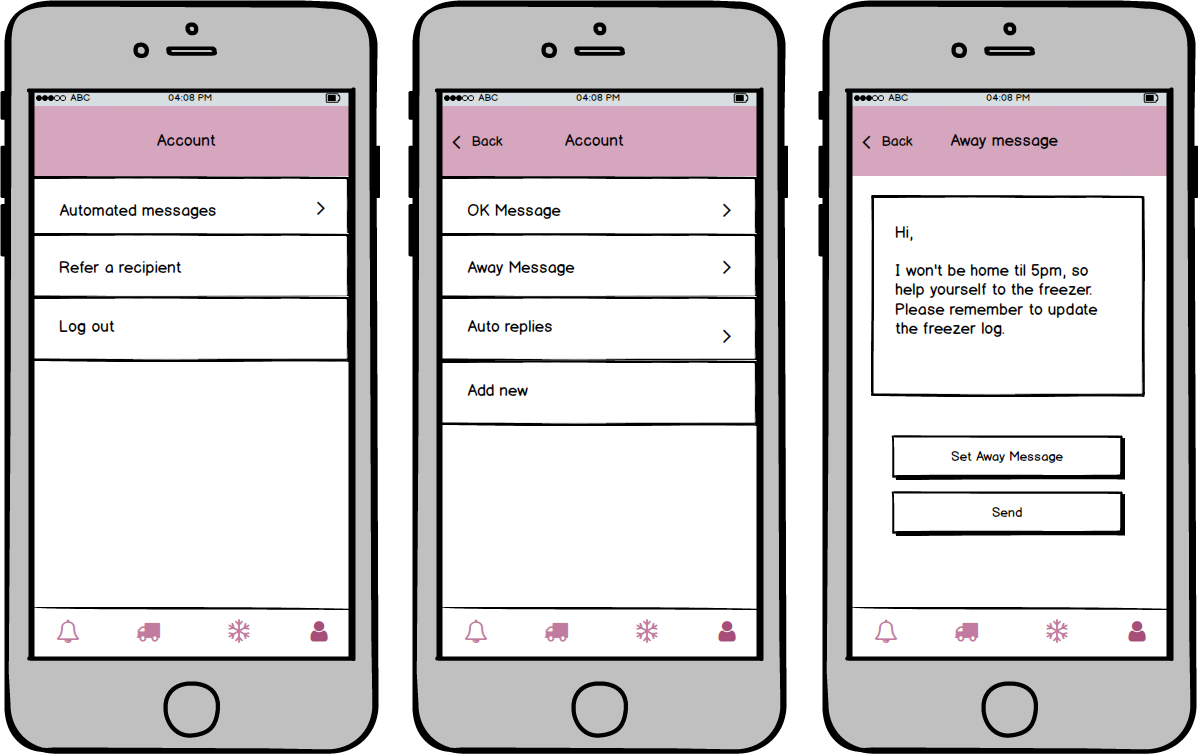 ABC 04:08 PM
Account
Automated messages
Refer a recipient
Log out
ABC 04:08 PM
Back Account
OK Message
Away Message
Auto replies
Add new
ABC 04:08 PM
Back Away message
Hi,
I won't be home til 5pm, so
help yourself to the freezer.
Please remember to update
the freezer log.
Set Away Message
Send